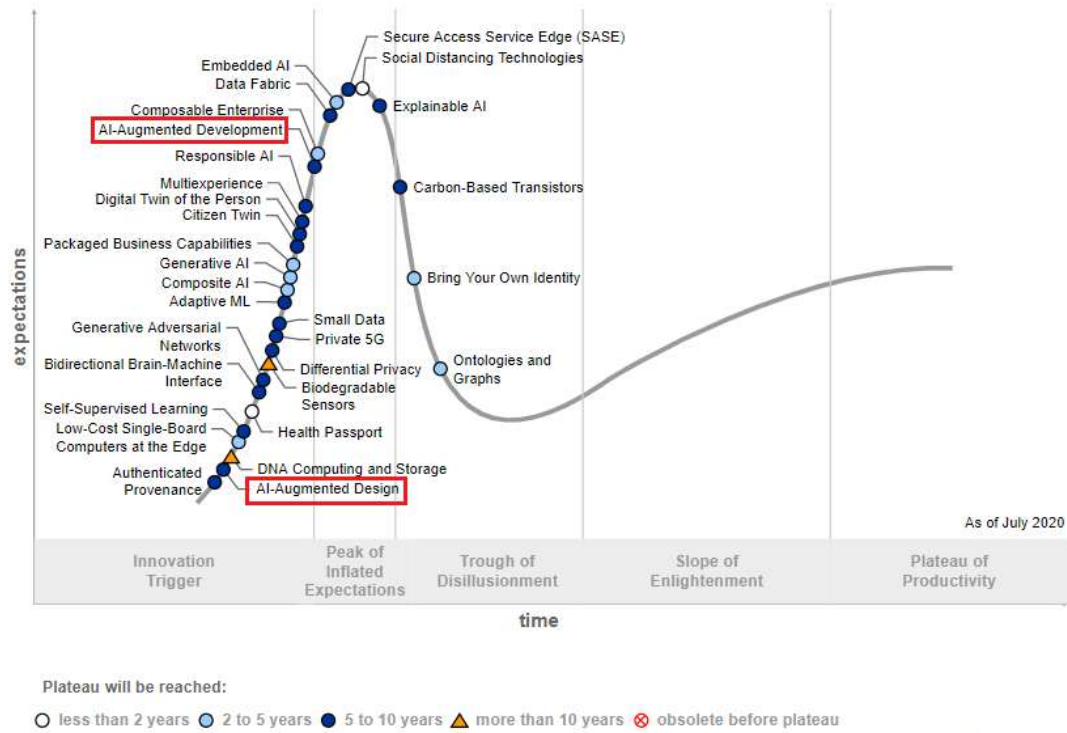 expectations
Secure Access Service Edge (SASE)
Social Distancing Technologies
Embedded AI
Data Fabric
Explainable AI
Composable Enterprise
AI-Augmented Development
Responsible AI
Multiexperience
Digital Twin of the Person
Citizen Twin
Carbon-Based Transistors
Packaged Business Capabilities
Generative AI
Composite AI
Adaptive ML
Bring Your Own Identity
Small Data
Private 5G
Generative Adversarial
Networks
Differential Privacy
Bidirectional Brain-Machine
Interface
Biodegradable
Sensors
Ontologies and
Graphs
Self-Supervised Learning
Low-Cost Single-Board
Computers at the Edge
Health Passport
DNA Computing and Storage
Authenticated
Provenance
AI-Augmented Design
As of July 2020
Innovation
Trigger
Peak of
Inflated
Expectations
Trough of
Disillusionment
Slope of
Enlightenment
Plateau of
Productivity
time
Plateau will be reached:
less than 2 years
2 to 5 years
5 to 10 years
more than 10 years
obsolete before plateau